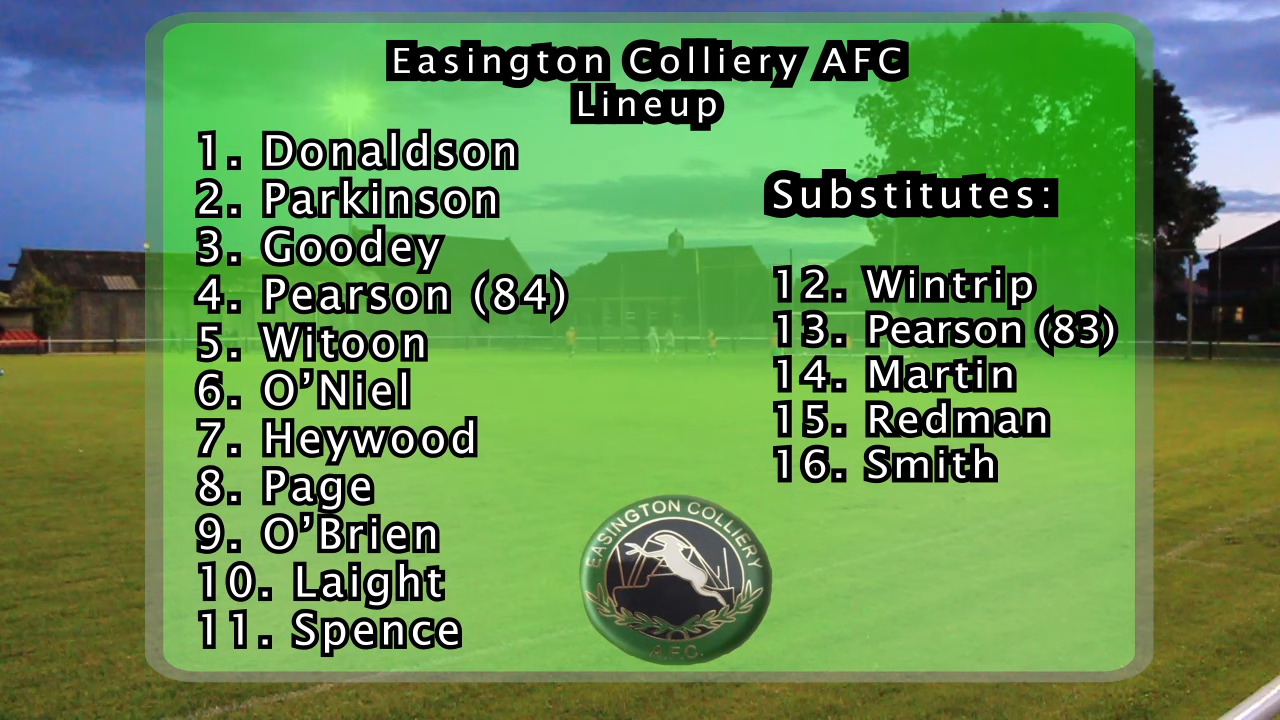 Easington Colliery AFC
Lineup
1. Donaldson
2. Parkinson
3. Goodey
4. Pearson (84)
5. Witoon
6. O’Niel
7. Heywood
8. Page
9. O’Brien
10. Laight
11. Spence
Substitutes:
12. Wintrip
13. Pearson (83)
14. Martin
15. Redman
16. Smith
EASINGTON COLLIERY
A.F.C.